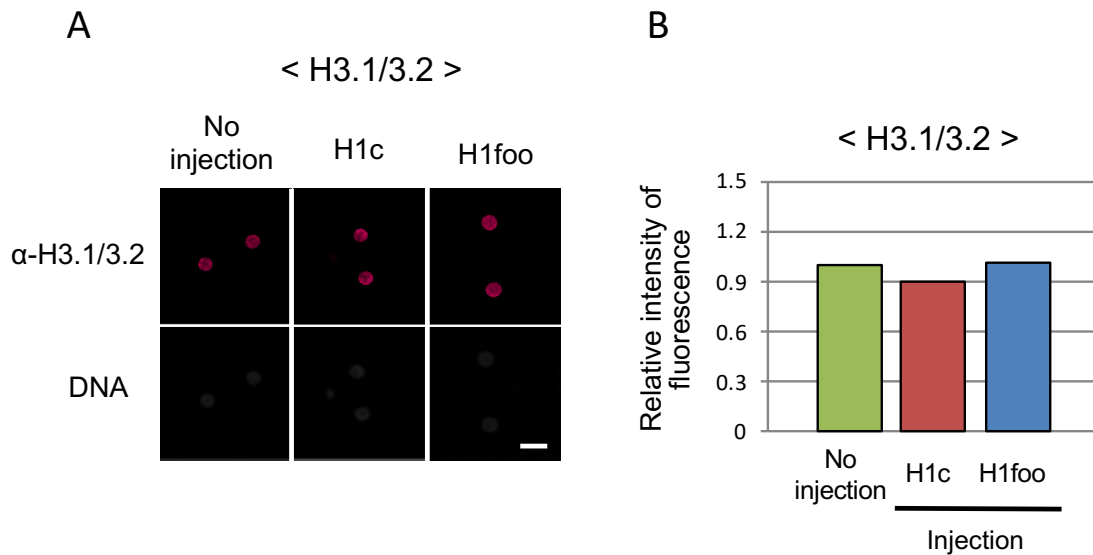 A
< H3.1/3.2 >
No
injection
H1c
H1foo
α-H3.1/3.2
DNA
B
< H3.1/3.2 >
Relative intensity of
fluorescence
1.5
1.2
0.9
0.6
0.3
0
No
injection
H1c
H1foo
Injection